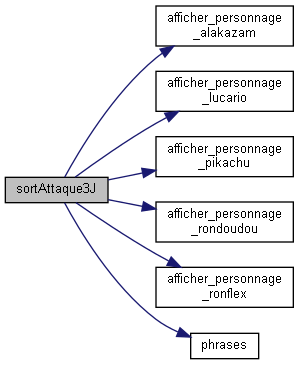 afficher_personnage
_alakazam
afficher_personnage
_lucario
afficher_personnage
_pikachu
sortAttaque3J
afficher_personnage
_rondoudou
afficher_personnage
_ronflex
phrases